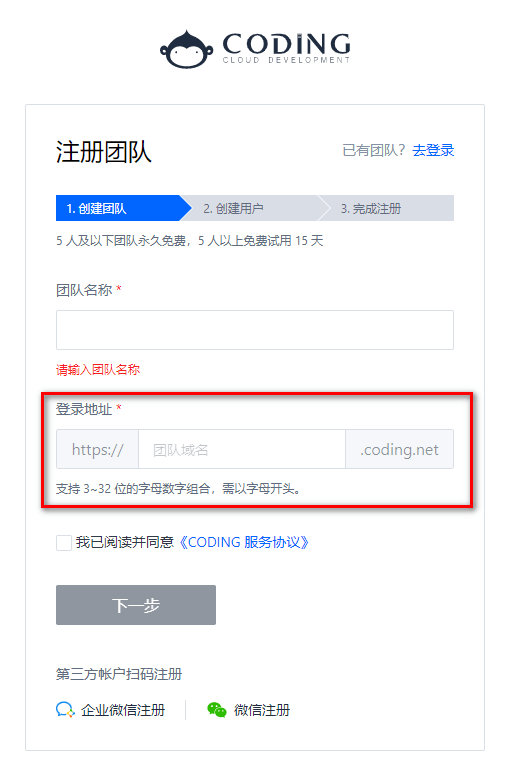 CODING
CLOUD DEVELOPMENT
注册团队
已有团队？去登录
1. 创建团队 2. 创建用户 3. 完成注册
5 人及以下团队永久免费，5 人以上免费试用 15 天
团队名称 *
请输入团队名称
登录地址 *
https:// 团队域名 .coding.net
支持 3~32 位的字母数字组合，需以字母开头。
我已阅读并同意《CODING 服务协议》
下一步
第三方帐户扫码注册
企业微信注册 微信注册